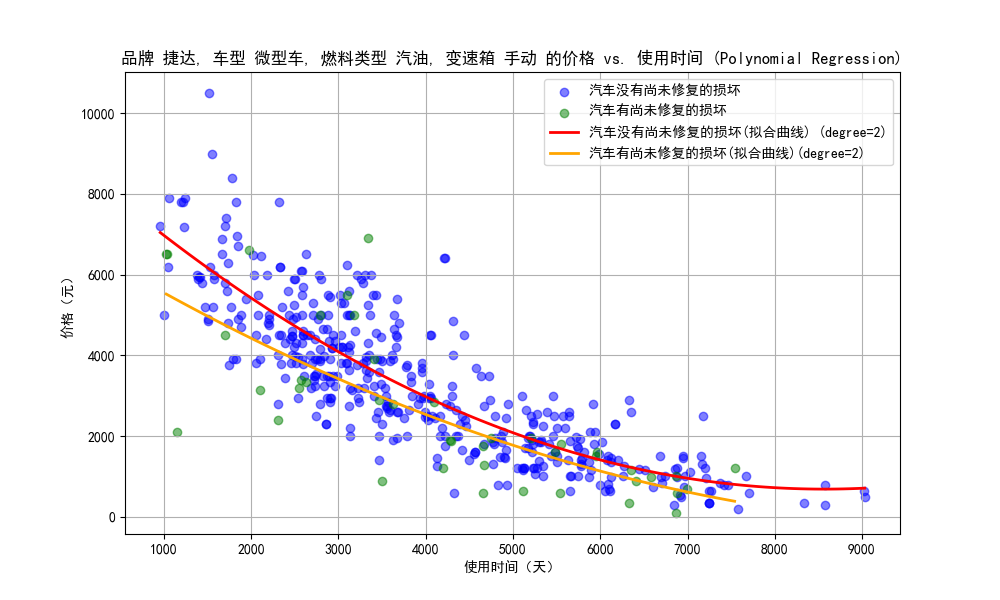 品牌 捷达, 车型 微型车, 燃料类型 汽油, 变速箱 手动 的价格 vs. 使用时间 (Polynomial Regression)
汽车没有尚未修复的损坏
汽车有尚未修复的损坏
汽车没有尚未修复的损坏(拟合曲线) (degree=2)
汽车有尚未修复的损坏(拟合曲线)(degree=2)
价格（元）
10000
8000
6000
4000
2000
0
1000 2000 3000 4000 5000 6000 7000 8000 9000
使用时间（天）